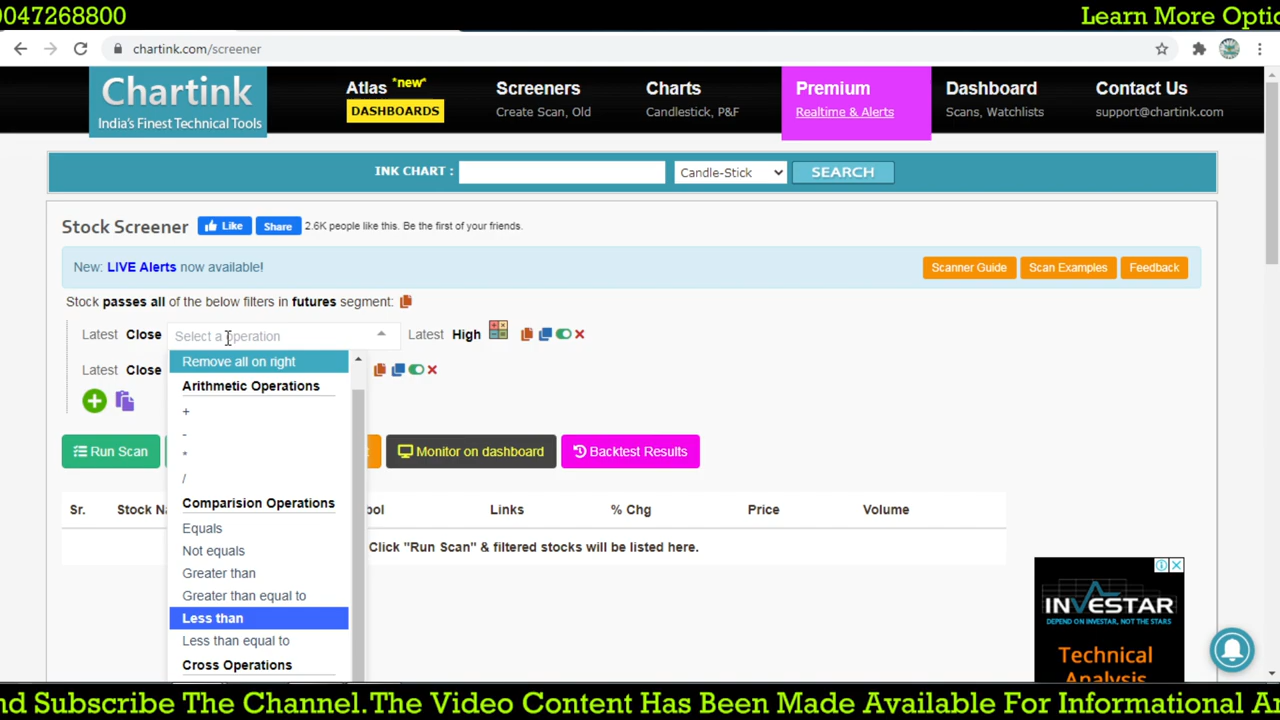 0047268800
Learn More Optio
chartink.com/screener
Chartink
India's Finest Technical Tools
Atlas *new*
DASHBOARDS
Screeners
Create Scan, Old
Charts
Candlestick, P&F
Premium
Realtime & Alerts
Dashboard
Scans, Watchlists
Contact Us
support@chartink.com
INK CHART :
Candle-Stick
SEARCH
Stock Screener
Like
Share
2.6K people like this. Be the first of your friends.
New: LIVE Alerts now available!
Scanner Guide
Scan Examples
Feedback
Stock passes all of the below filters in futures segment:
Latest Close Select a operation Latest High
Remove all on right
Latest Close
Arithmetic Operations
+
-
*
/
Run Scan
Monitor on dashboard
Backtest Results
Comparision Operations
Sr. Stock Na bol Links % Chg Price Volume
Equals
Click "Run Scan" & filtered stocks will be listed here.
Not equals
Greater than
Greater than equal to
Less than
Less than equal to
Cross Operations
INVESTAR
DEPEND ON INVESTAR, NOT THE STARS
Technical
Analysis
nd Subscribe The Channel.The Video Content Has Been Made Available For Informational An